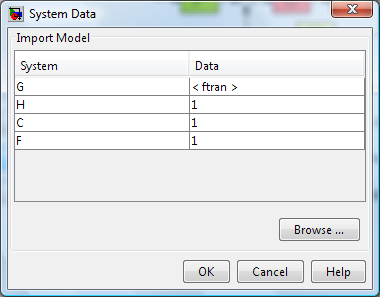 System Data
Import Model
System Data
G < ftran >
H 1
C 1
F 1
Browse ...
OK Cancel Help